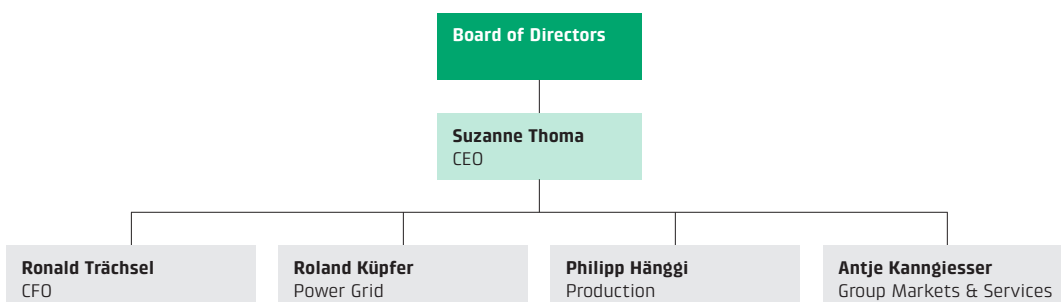 Board of Directors
Suzanne Thoma
CEO
Ronald Trächsel
CFO
Roland Küpfer
Power Grid
Philipp Hänggi
Production
Antje Kanngiesser
Group Markets & Services